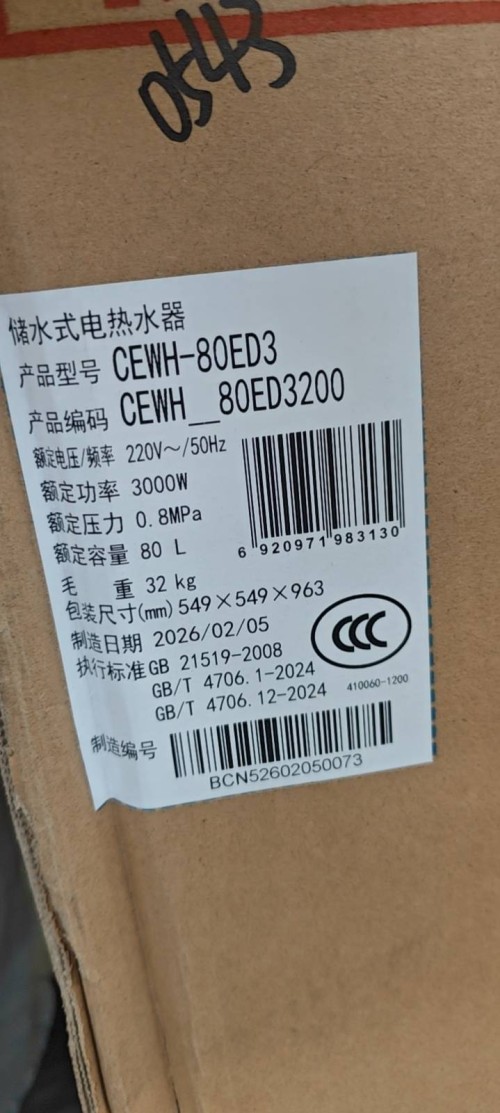 0543
储水式电热水器
产品型号 CEWH-80ED3
产品编码 CEWH__80ED3200
额定电压/频率 220V～/50Hz
额定功率 3000W
额定压力 0.8MPa
额定容量 80 L
6 920971 983130
毛 重 32 kg
包装尺寸(mm) 549×549×963
制造日期 2026/02/05
CCC
执行标准 GB 21519-2008
GB/T 4706.1-2024
GB/T 4706.12-2024
410060-1200
制造编号
BCN52602050073